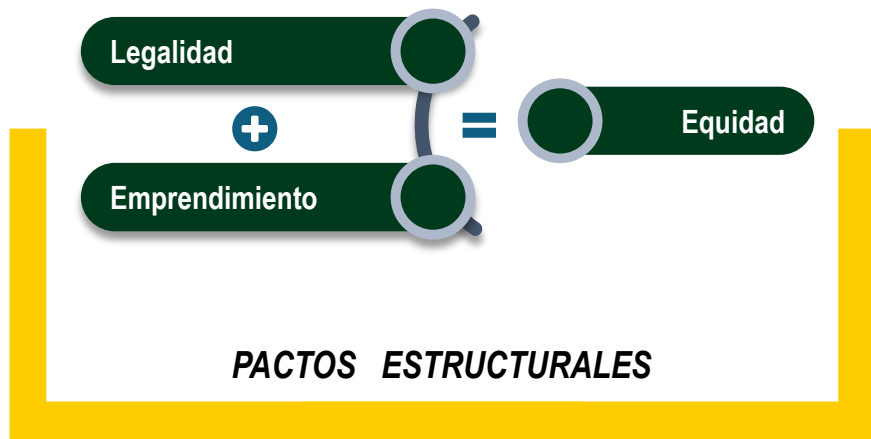 Legalidad
+
=
Equidad
Emprendimiento
PACTOS ESTRUCTURALES